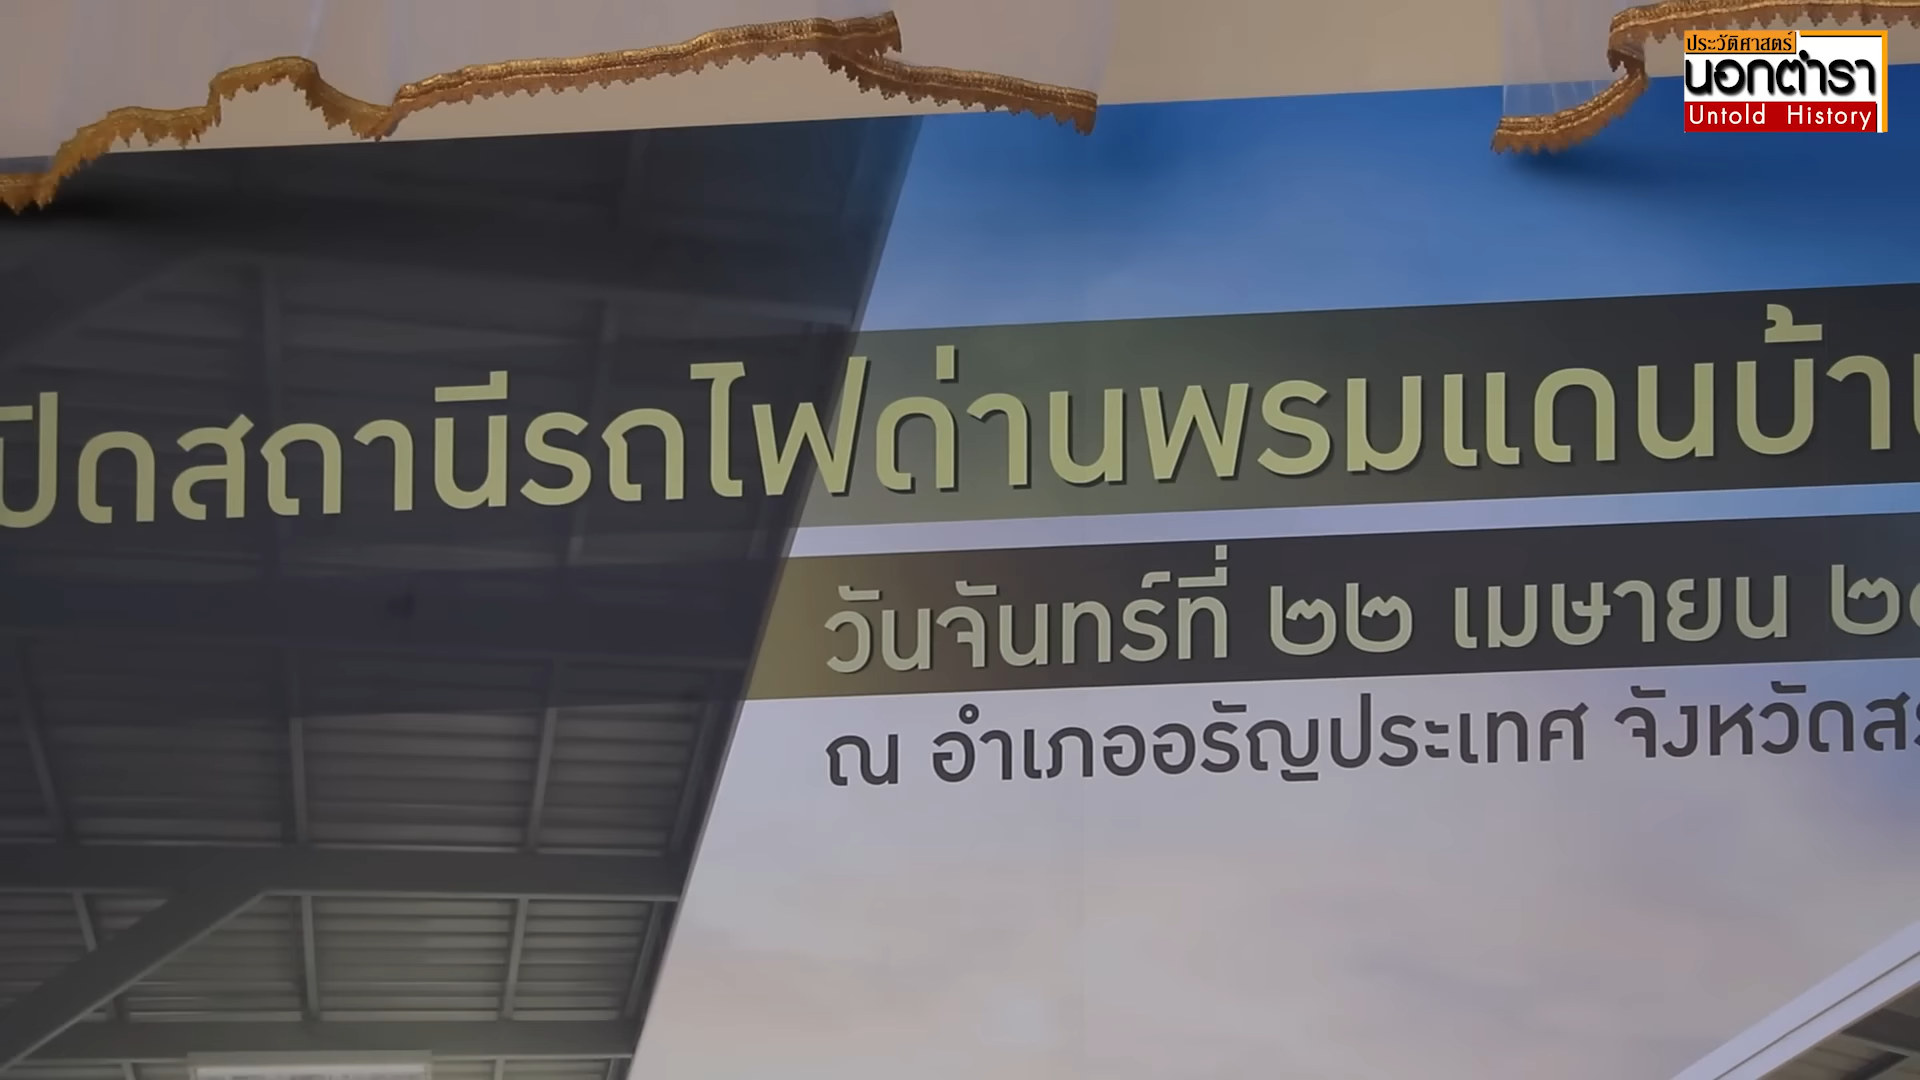 ประวัติศาสตร์
นอกตำรา
Untold History
ปิดสถานีรถไฟด่านพรมแดนบ้าน
วันจันทร์ที่ ๒๒ เมษายน ๒
ณ อำเภออรัญประเทศ จังหวัดสร